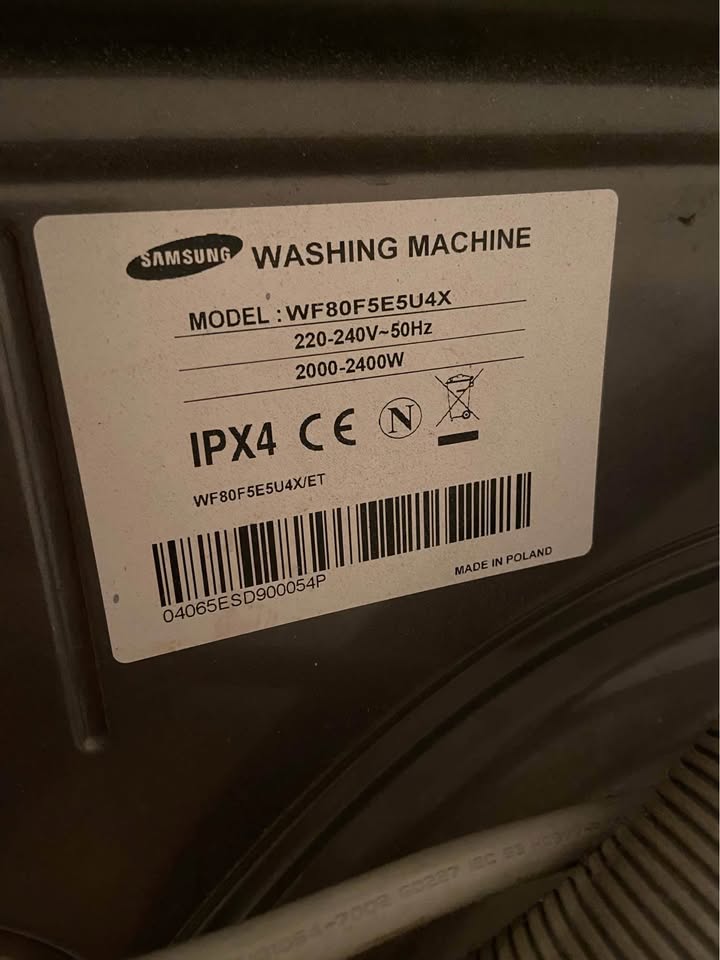 SAMSUNG WASHING MACHINE
MODEL : WF80F5E5U4X
220-240V~50Hz
2000-2400W
IPX4 CE N
WF80F5E5U4X/ET
04065ESD900054P
MADE IN POLAND